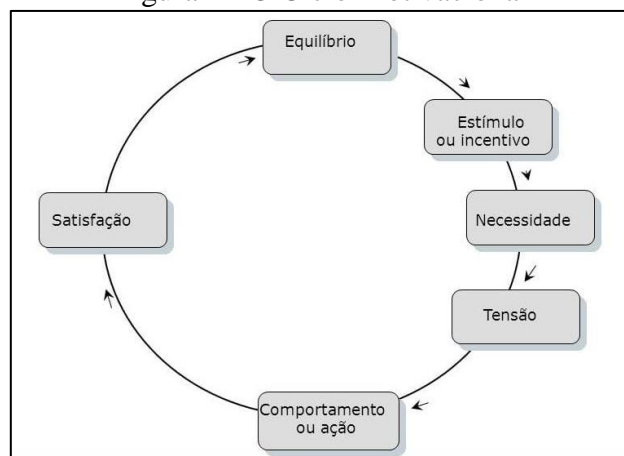 Equilíbrio
Estímulo
ou incentivo
Necessidade
Tensão
Comportamento
ou ação
Satisfação